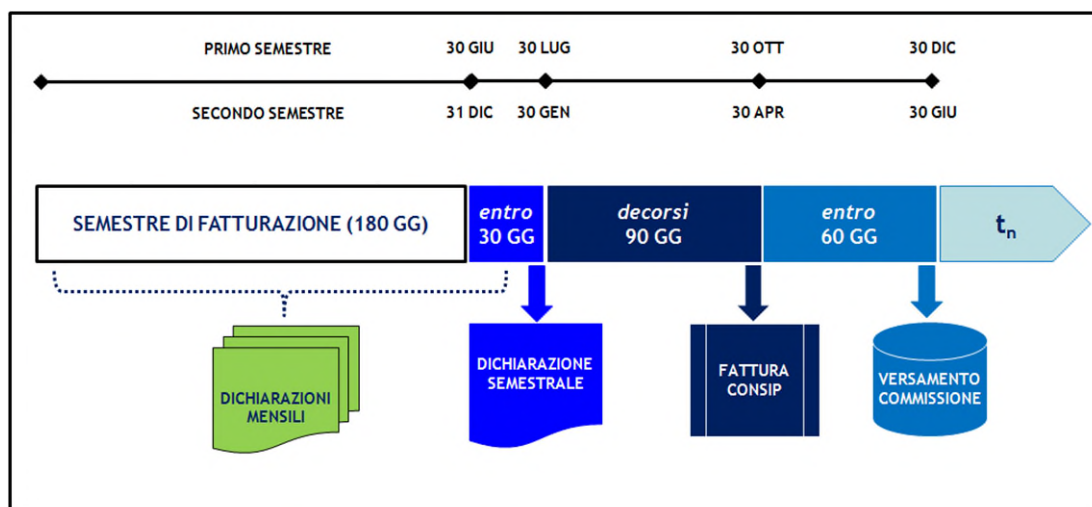 PRIMO SEMESTRE 30 GIU 30 LUG 30 OTT 30 DIC
SECONDO SEMESTRE 31 DIC 30 GEN 30 APR 30 GIU
SEMESTRE DI FATTURAZIONE (180 GG)
entro
30 GG
decorsi
90 GG
entro
60 GG
tn
DICHIARAZIONI
MENSILI
DICHIARAZIONE
SEMESTRALE
FATTURA
CONSIP
VERSAMENTO
COMMISSIONE